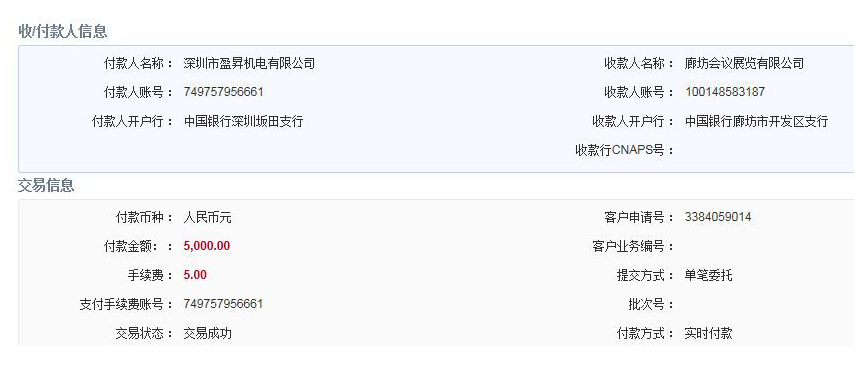 收/付款人信息
付款人名称： 深圳市盈昇机电有限公司 收款人名称： 廊坊会议展览有限公司
付款人账号： 749757956661 收款人账号： 100148583187
付款人开户行： 中国银行深圳坂田支行 收款人开户行： 中国银行廊坊市开发区支行
收款行CNAPS号：
交易信息
付款币种： 人民币元 客户申请号： 3384059014
付款金额：： 5,000.00 客户业务编号：
手续费： 5.00 提交方式： 单笔委托
支付手续费账号： 749757956661 批次号：
交易状态： 交易成功 付款方式： 实时付款